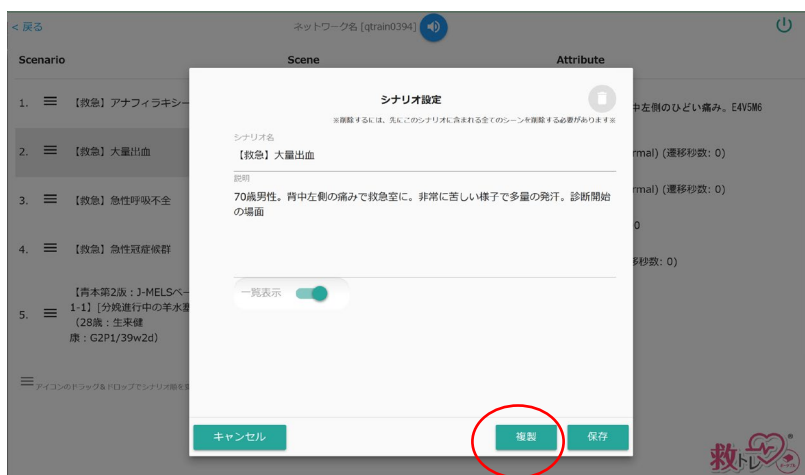 < 戻る
ネットワーク名 [qtrain0394]
Scenario
Scene
Attribute
シナリオ設定
※削除するには、先にこのシナリオに含まれる全てのシーンを削除する必要があります※
シナリオ名
【救急】大量出血
説明
70歳男性。背中左側の痛みで救急室に。非常に苦しい様子で多量の発汗。診断開始
の場面
一覧表示
キャンセル
複製
保存
1.
【救急】アナフィラキシー
2.
【救急】大量出血
3.
【救急】急性呼吸不全
4.
【救急】急性冠症候群
5.
【青本第2版：J-MELSベー
1-1】[分娩進行中の羊水塞
（28歳：生来健
康：G2P1/39w2d）
アイコンのドラッグ&ドロップでシナリオ順を変
中左側のひどい痛み。E4V5M6
rmal) (遷移秒数: 0)
rmal) (遷移秒数: 0)
0
多秒数: 0)
救トレ